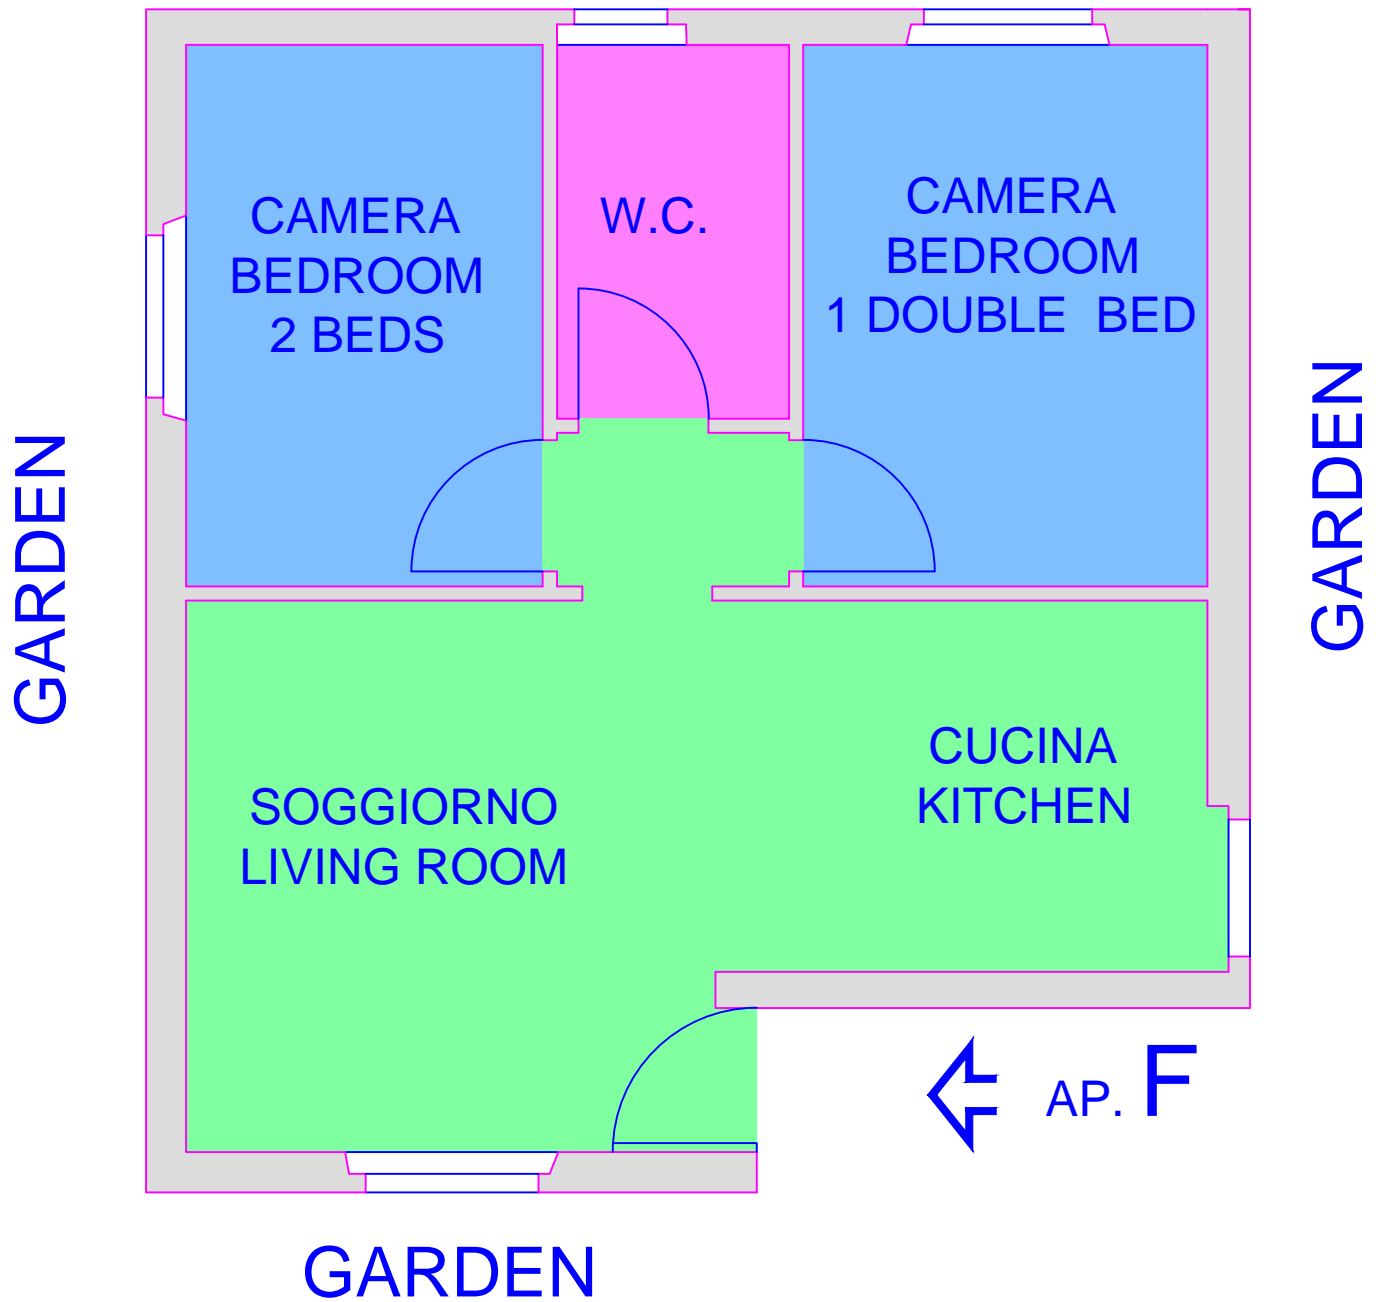 CAMERA
BEDROOM
2 BEDS
W.C.
CAMERA
BEDROOM
1 DOUBLE BED
GARDEN
GARDEN
SOGGIORNO
LIVING ROOM
CUCINA
KITCHEN
AP. F
GARDEN